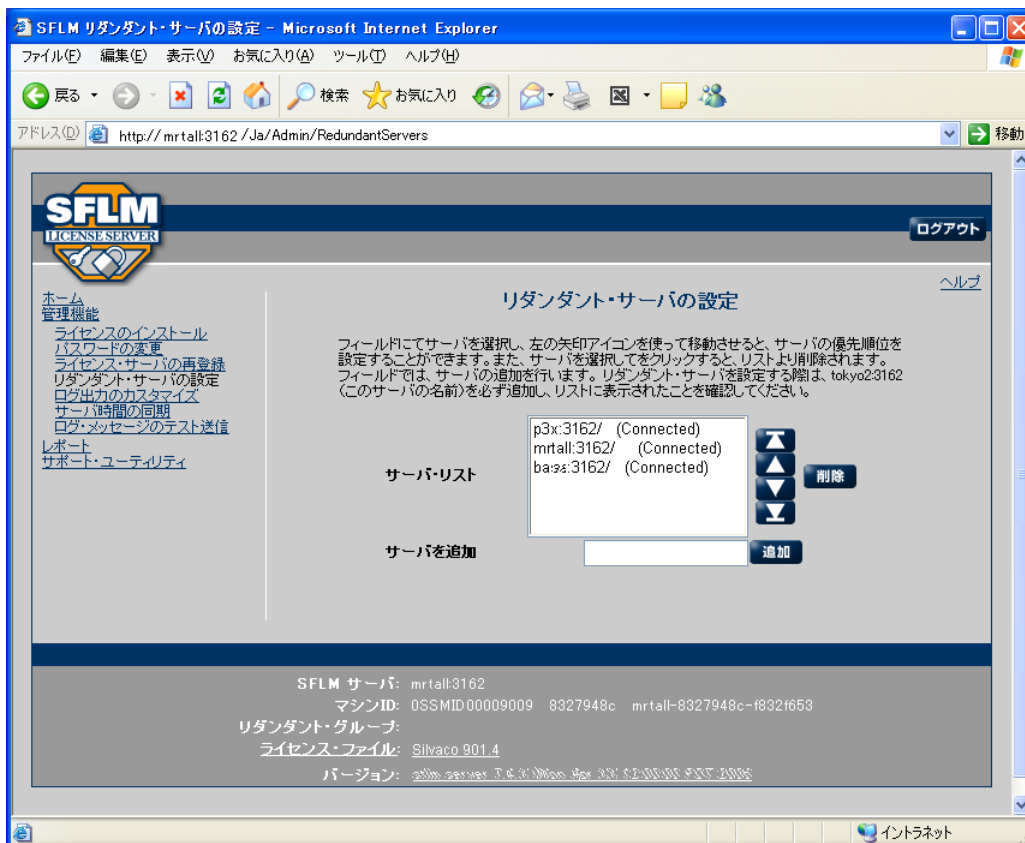 SFLM リダンダント・サーバの設定 - Microsoft Internet Explorer
ファイル(F) 編集(E) 表示(V) お気に入り(A) ツール(T) ヘルプ(H)
戻る 検索 お気に入り
アドレス(D) http://mrtall:3162/Ja/Admin/RedundantServers 移動
SFLM
LICENSE SERVER
ログアウト
ヘルプ
ホーム
管理機能
ライセンスのインストール
パスワードの変更
ライセンス・サーバの再登録
リダンダント・サーバの設定
ログ出力のカスタマイズ
サーバ時間の同期
ログ・メッセージのテスト送信
レポート
サポート・ユーティリティ
リダンダント・サーバの設定
フィールドにてサーバを選択し、左の矢印アイコンを使って移動させると、サーバの優先順位を
設定することができます。また、サーバを選択してをクリックすると、リストより削除されます。
フィールドでは、サーバの追加を行います。リダンダント・サーバを設定する際は、tokyo2:3162
(このサーバの名前)を必ず追加し、リストに表示されたことを確認してください。
サーバ・リスト
p3x:3162/ (Connected)
mrtall:3162/ (Connected)
:3162/ (Connected)
削除
サーバを追加 追加
SFLM サーバ: mrtall:3162
マシンID: 0SSMID00009009 8327948c mrtall-8327948c-f832f653
リダンダント・グループ:
ライセンス・ファイル: Silvaco 901.4
バージョン:
イントラネット